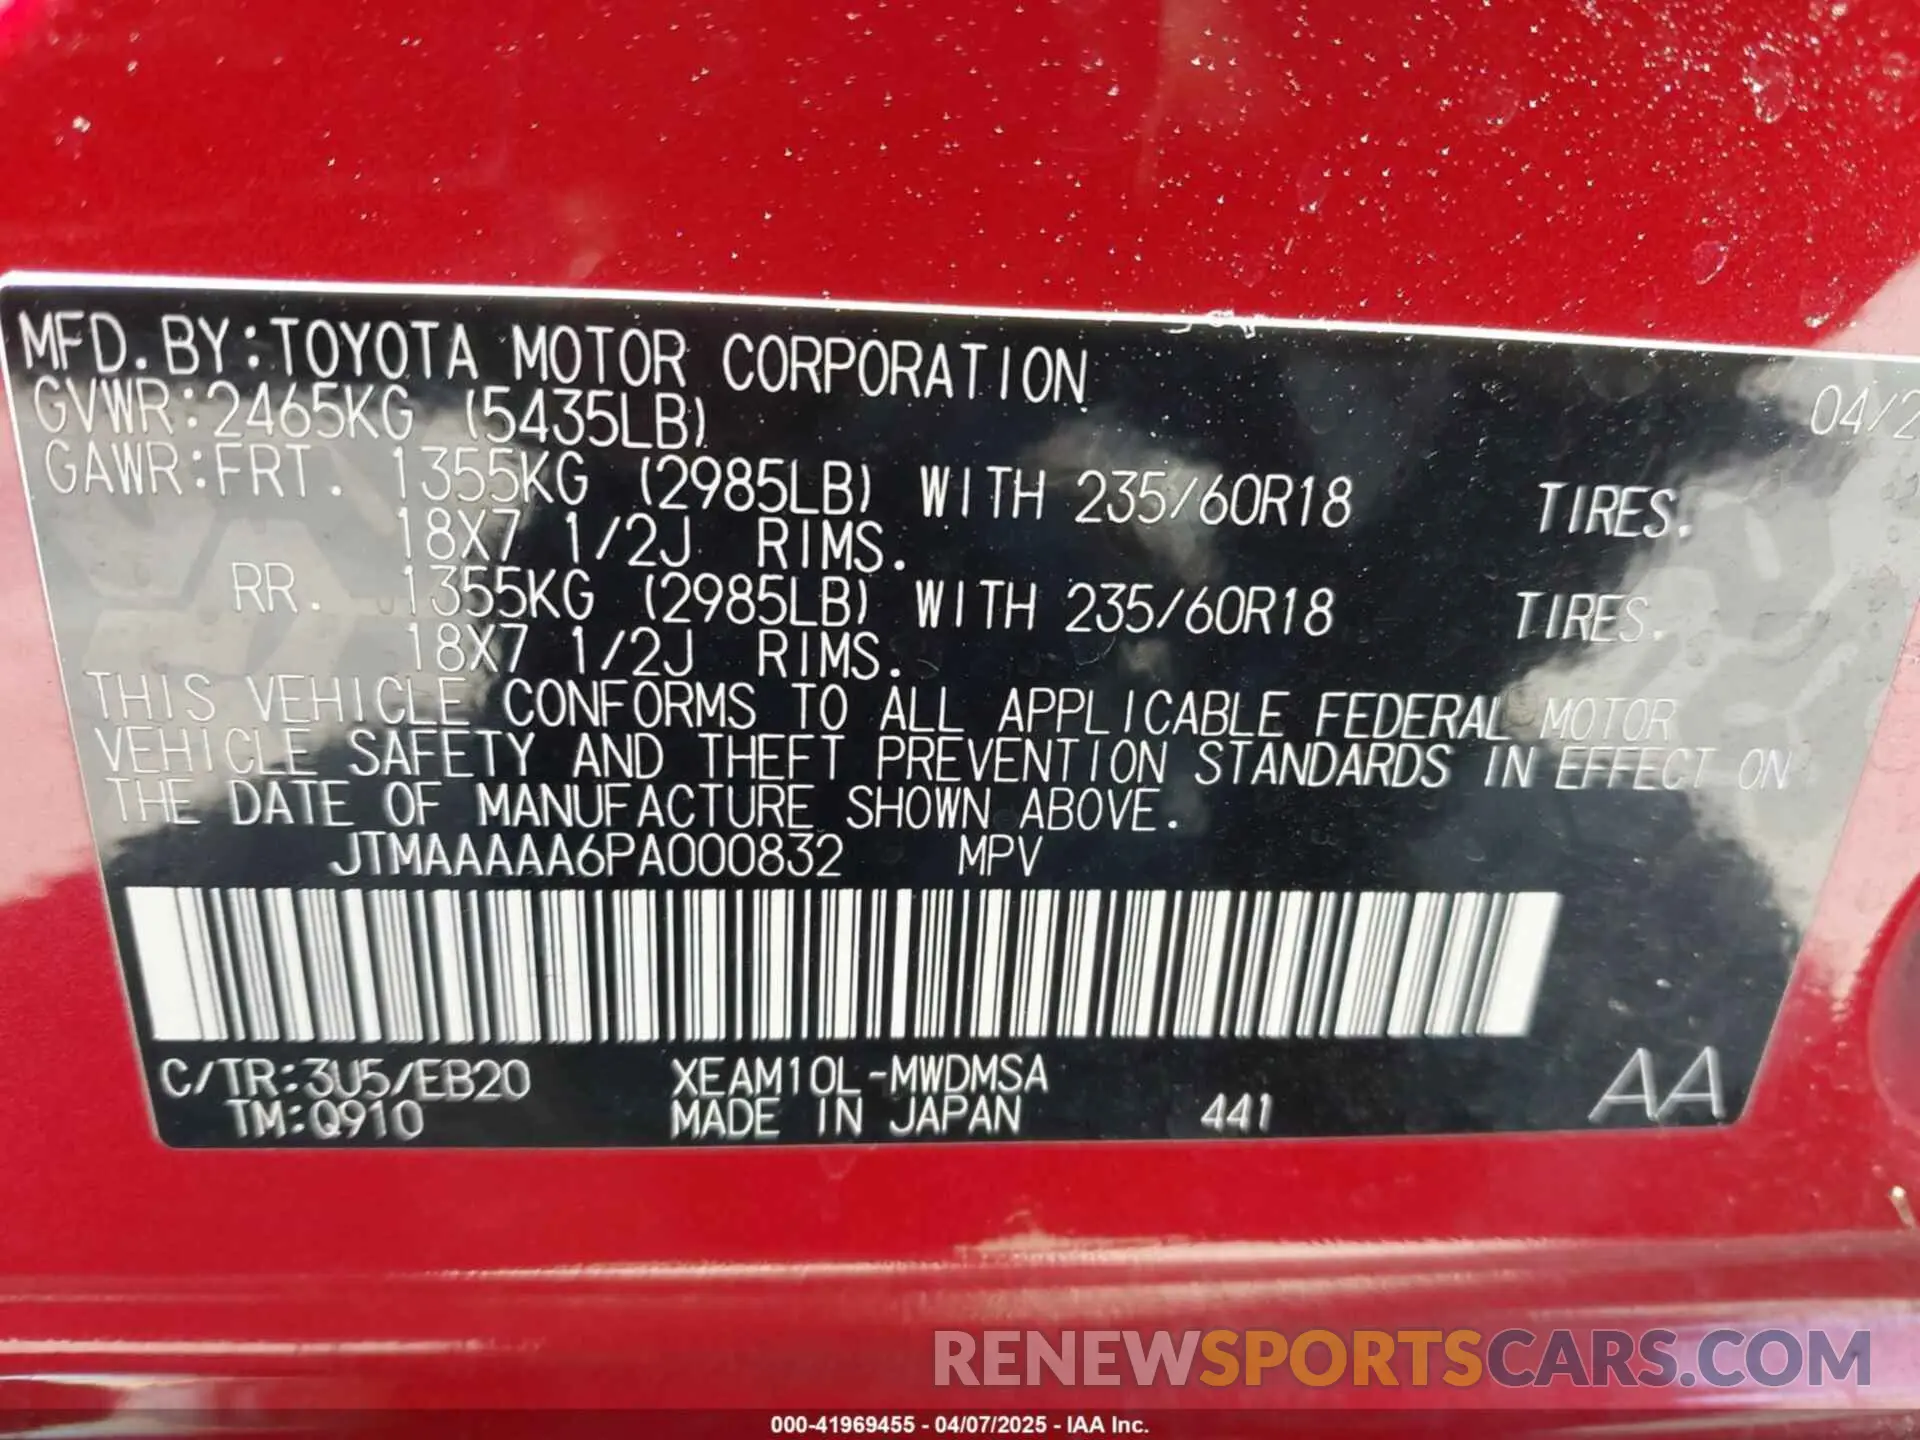 MFD.BY:TOYOTA MOTOR CORPORATION 04/2
GVWR:2465KG (5435LB)
GAWR:FRT. 1355KG (2985LB) WITH 235/60R18 TIRES.
18X7 1/2J RIMS.
RR. 1355KG (2985LB) WITH 235/60R18 TIRES.
18X7 1/2J RIMS.
THIS VEHICLE CONFORMS TO ALL APPLICABLE FEDERAL MOTOR
VEHICLE SAFETY AND THEFT PREVENTION STANDARDS IN EFFECT ON
THE DATE OF MANUFACTURE SHOWN ABOVE.
JTMAAAAA6PA000832 MPV
C/TR:3U5/EB20 XEAM10L-MWDMSA
TM:Q910 MADE IN JAPAN 441 AA
RENEWSPORTSCARS.COM
000-41969455 - 04/07/2025 - IAA Inc.